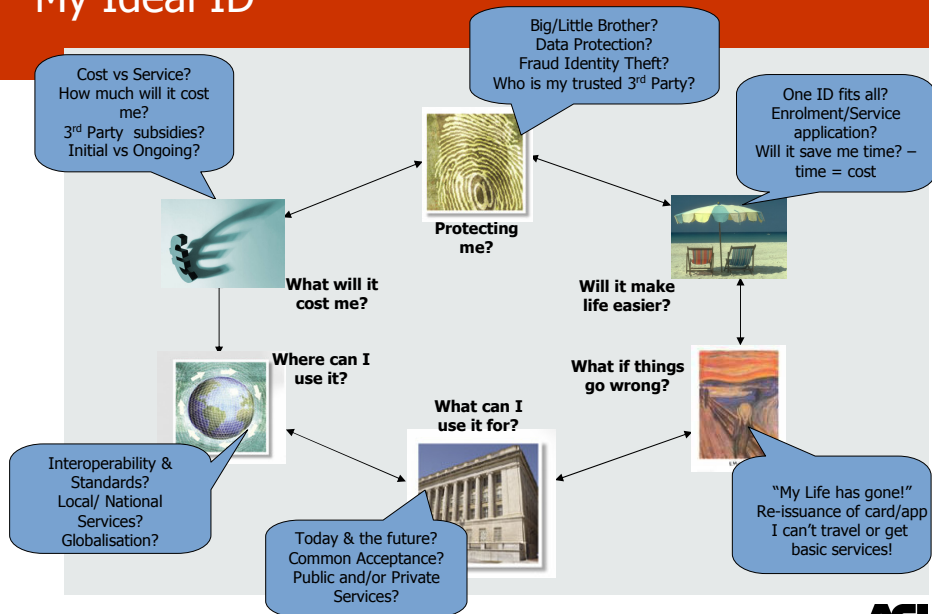 My Ideal ID
Big/Little Brother?
Data Protection?
Fraud Identity Theft?
Who is my trusted 3rd Party?
Cost vs Service?
How much will it cost
me?
3rd Party subsidies?
Initial vs Ongoing?
One ID fits all?
Enrolment/Service
application?
Will it save me time? –
time = cost
Protecting
me?
What will it
cost me?
Will it make
life easier?
Where can I
use it?
What if things
go wrong?
What can I
use it for?
Interoperability &
Standards?
Local/ National
Services?
Globalisation?
Today & the future?
Common Acceptance?
Public and/or Private
Services?
“My Life has gone!”
Re-issuance of card/app
I can’t travel or get
basic services!